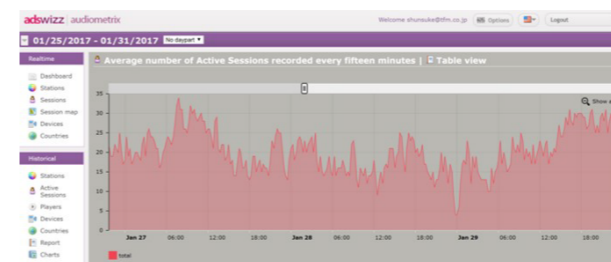 adswizz audiometrix
Welcome shunsuke@tfm.co.jp Options Logout
01/25/2017 - 01/31/2017 No daypart
Realtime
Dashboard
Stations
Sessions
Session map
Devices
Countries
Historical
Stations
Active Sessions
Players
Devices
Countries
Report
Charts
Average number of Active Sessions recorded every fifteen minutes | Table view
Show
35
30
25
20
15
10
5
0
Jan 27 06:00 12:00 18:00 Jan 28 06:00 12:00 18:00 Jan 29 06:00 12:00 18:00
total